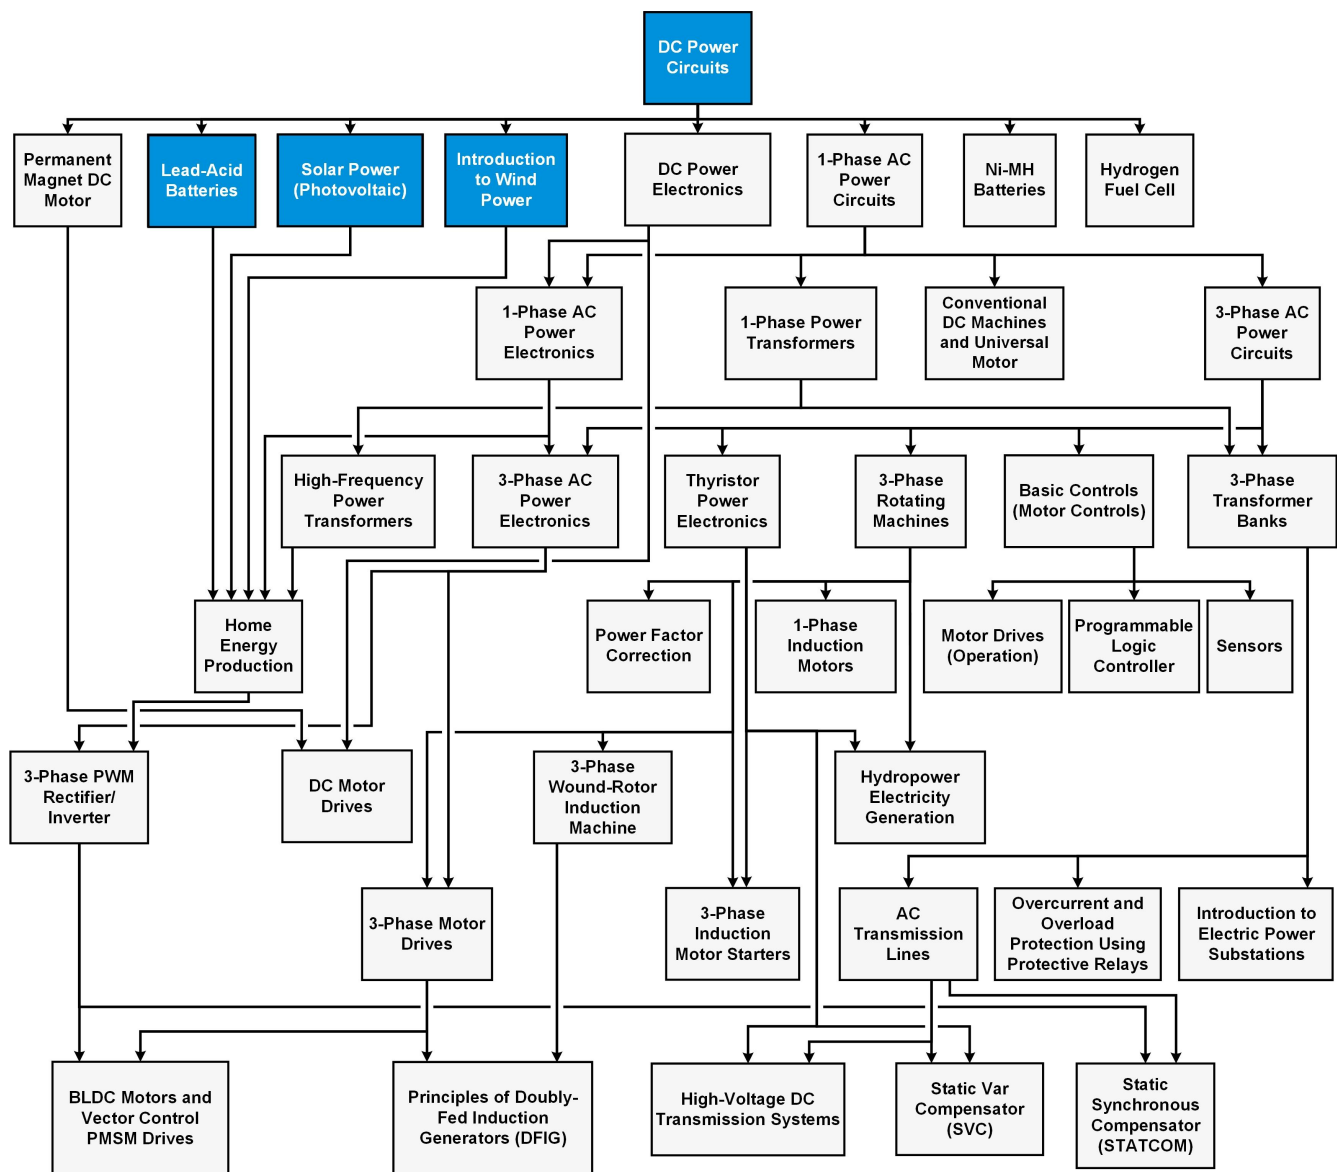 DC Power
Circuits
Permanent
Magnet DC
Motor
Lead-Acid
Batteries
Solar Power
(Photovoltaic)
Introduction
to Wind
Power
DC Power
Electronics
1-Phase AC
Power
Circuits
Ni-MH
Batteries
Hydrogen
Fuel Cell
1-Phase AC
Power
Electronics
1-Phase Power
Transformers
Conventional
DC Machines
and Universal
Motor
3-Phase AC
Power
Circuits
High-Frequency
Power
Transformers
3-Phase AC
Power
Electronics
Thyristor
Power
Electronics
3-Phase
Rotating
Machines
Basic Controls
(Motor Controls)
3-Phase
Transformer
Banks
Home
Energy
Production
Power Factor
Correction
1-Phase
Induction
Motors
Motor Drives
(Operation)
Programmable
Logic
Controller
Sensors
3-Phase PWM
Rectifier/
Inverter
DC Motor
Drives
3-Phase
Wound-Rotor
Induction
Machine
Hydropower
Electricity
Generation
3-Phase Motor
Drives
3-Phase
Induction
Motor Starters
AC
Transmission
Lines
Overcurrent and
Overload
Protection Using
Protective Relays
Introduction to
Electric Power
Substations
BLDC Motors and
Vector Control
PMSM Drives
Principles of Doubly-
Fed Induction
Generators (DFIG)
High-Voltage DC
Transmission Systems
Static Var
Compensator
(SVC)
Static
Synchronous
Compensator
(STATCOM)